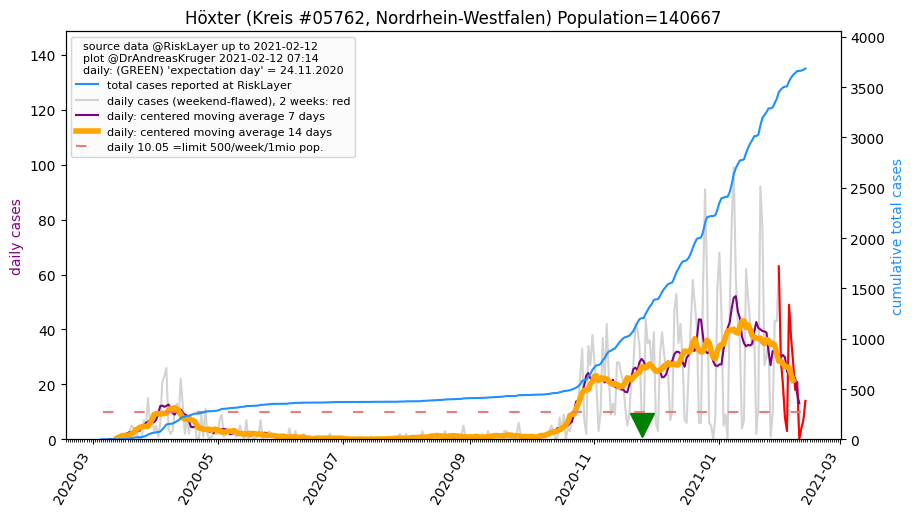 Höxter (Kreis #05762, Nordrhein-Westfalen) Population=140667
source data @RiskLayer up to 2021-02-12
plot @DrAndreasKruger 2021-02-12 07:14
daily: (GREEN) 'expectation day' = 24.11.2020
total cases reported at RiskLayer
daily cases (weekend-flawed), 2 weeks: red
daily: centered moving average 7 days
daily: centered moving average 14 days
daily 10.05 =limit 500/week/1mio pop.
daily cases
140
120
100
80
60
40
20
0
4000
3500
3000
2500
2000
1500
1000
500
0
cumulative total cases
2020-03
2020-05
2020-07
2020-09
2020-11
2021-01
2021-03